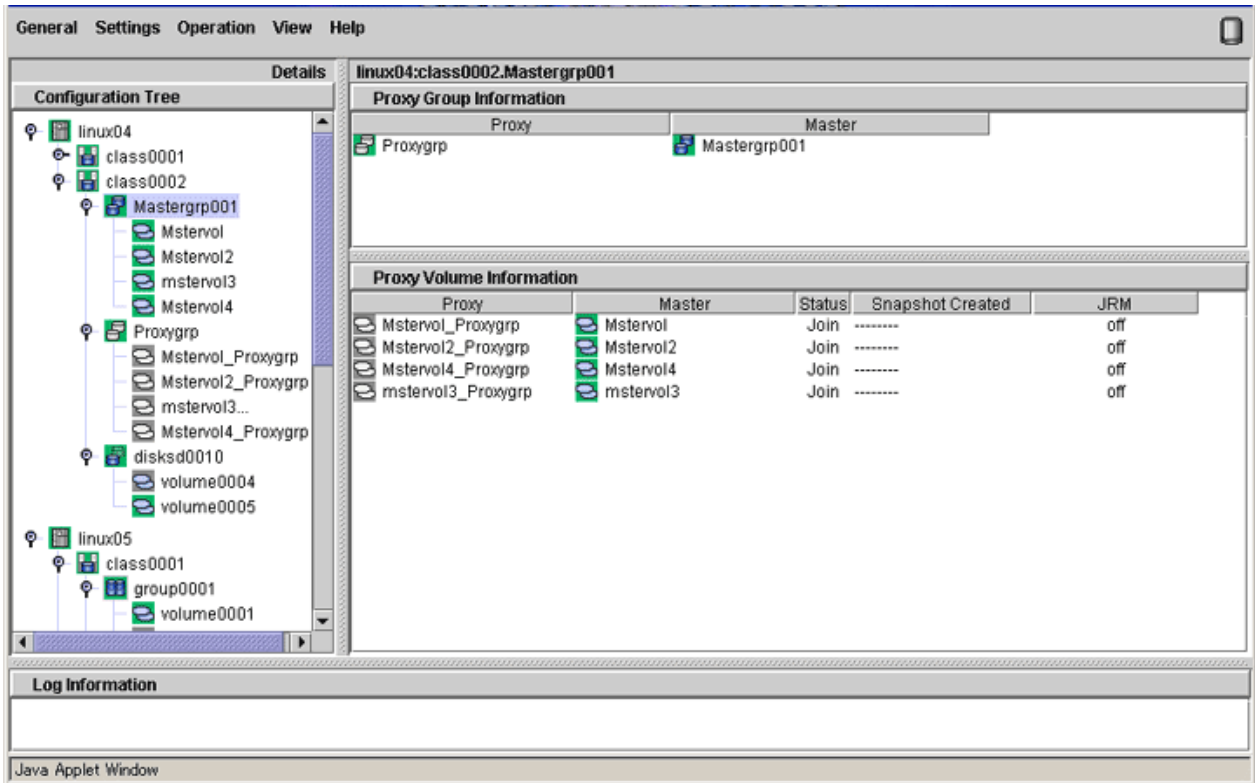 General Settings Operation View Help
Details
Configuration Tree
linux04
class0001
class0002
Mastergrp001
Mstervol
Mstervol2
mstervol3
Mstervol4
Proxygrp
Mstervol_Proxygrp
Mstervol2_Proxygrp
mstervol3...
Mstervol4_Proxygrp
disksd0010
volume0004
volume0005
linux05
class0001
group0001
volume0001
linux04:class0002.Mastergrp001
Proxy Group Information
Proxy Master
Proxygrp Mastergrp001
Proxy Volume Information
Proxy Master Status Snapshot Created JRM
Mstervol_Proxygrp Mstervol Join -------- off
Mstervol2_Proxygrp Mstervol2 Join -------- off
Mstervol4_Proxygrp Mstervol4 Join -------- off
mstervol3_Proxygrp mstervol3 Join -------- off
Log Information
Java Applet Window